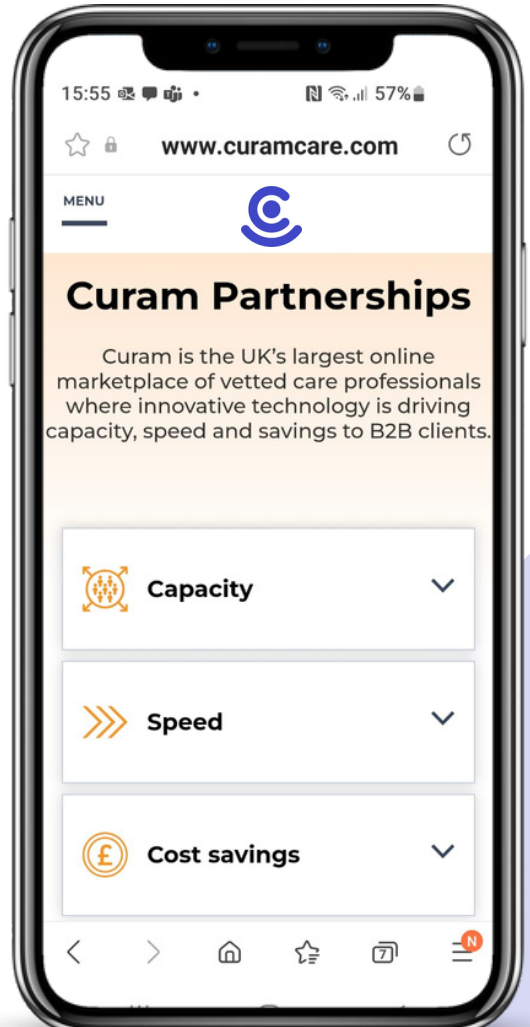 15:55 57%
www.curamcare.com
MENU
Curam Partnerships
Curam is the UK's largest online
marketplace of vetted care professionals
where innovative technology is driving
capacity, speed and savings to B2B clients.
Capacity
Speed
£ Cost savings
7 N